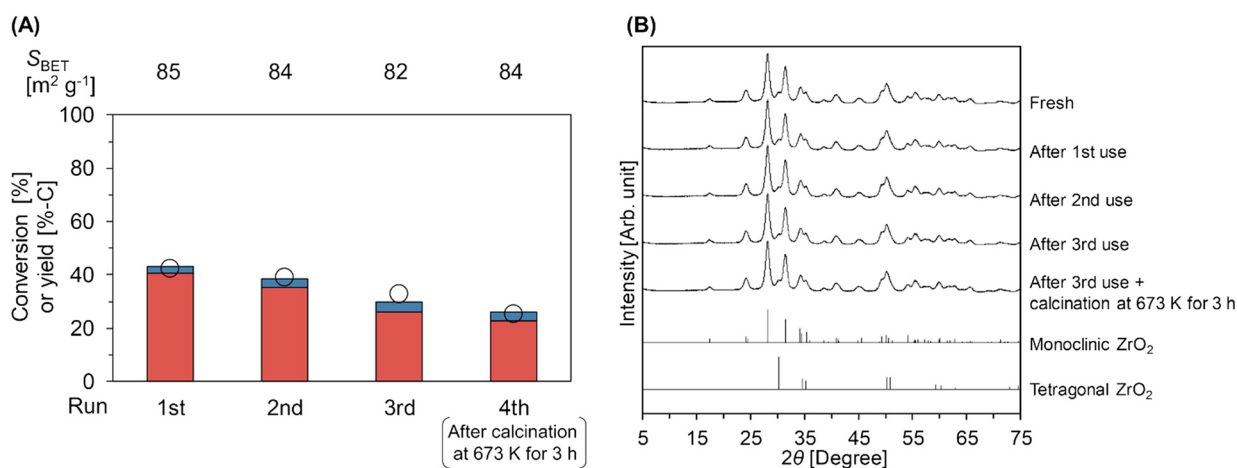 (A)
S_BET
[m² g⁻¹]
85
84
82
84
Conversion [%]
or yield [%-C]
100
80
60
40
20
0
Run
1st
2nd
3rd
4th
After calcination
at 673 K for 3 h
(B)
Intensity [Arb. unit]
Fresh
After 1st use
After 2nd use
After 3rd use
After 3rd use +
calcination at 673 K for 3 h
Monoclinic ZrO₂
Tetragonal ZrO₂
5
15
25
35
45
55
65
75
2θ [Degree]